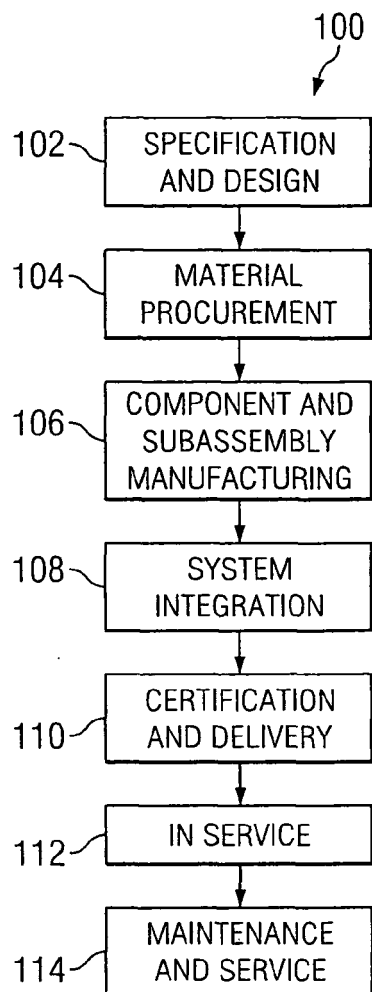 100
102
SPECIFICATION
AND DESIGN
104
MATERIAL
PROCUREMENT
106
COMPONENT AND
SUBASSEMBLY
MANUFACTURING
108
SYSTEM
INTEGRATION
110
CERTIFICATION
AND DELIVERY
112
IN SERVICE
114
MAINTENANCE
AND SERVICE